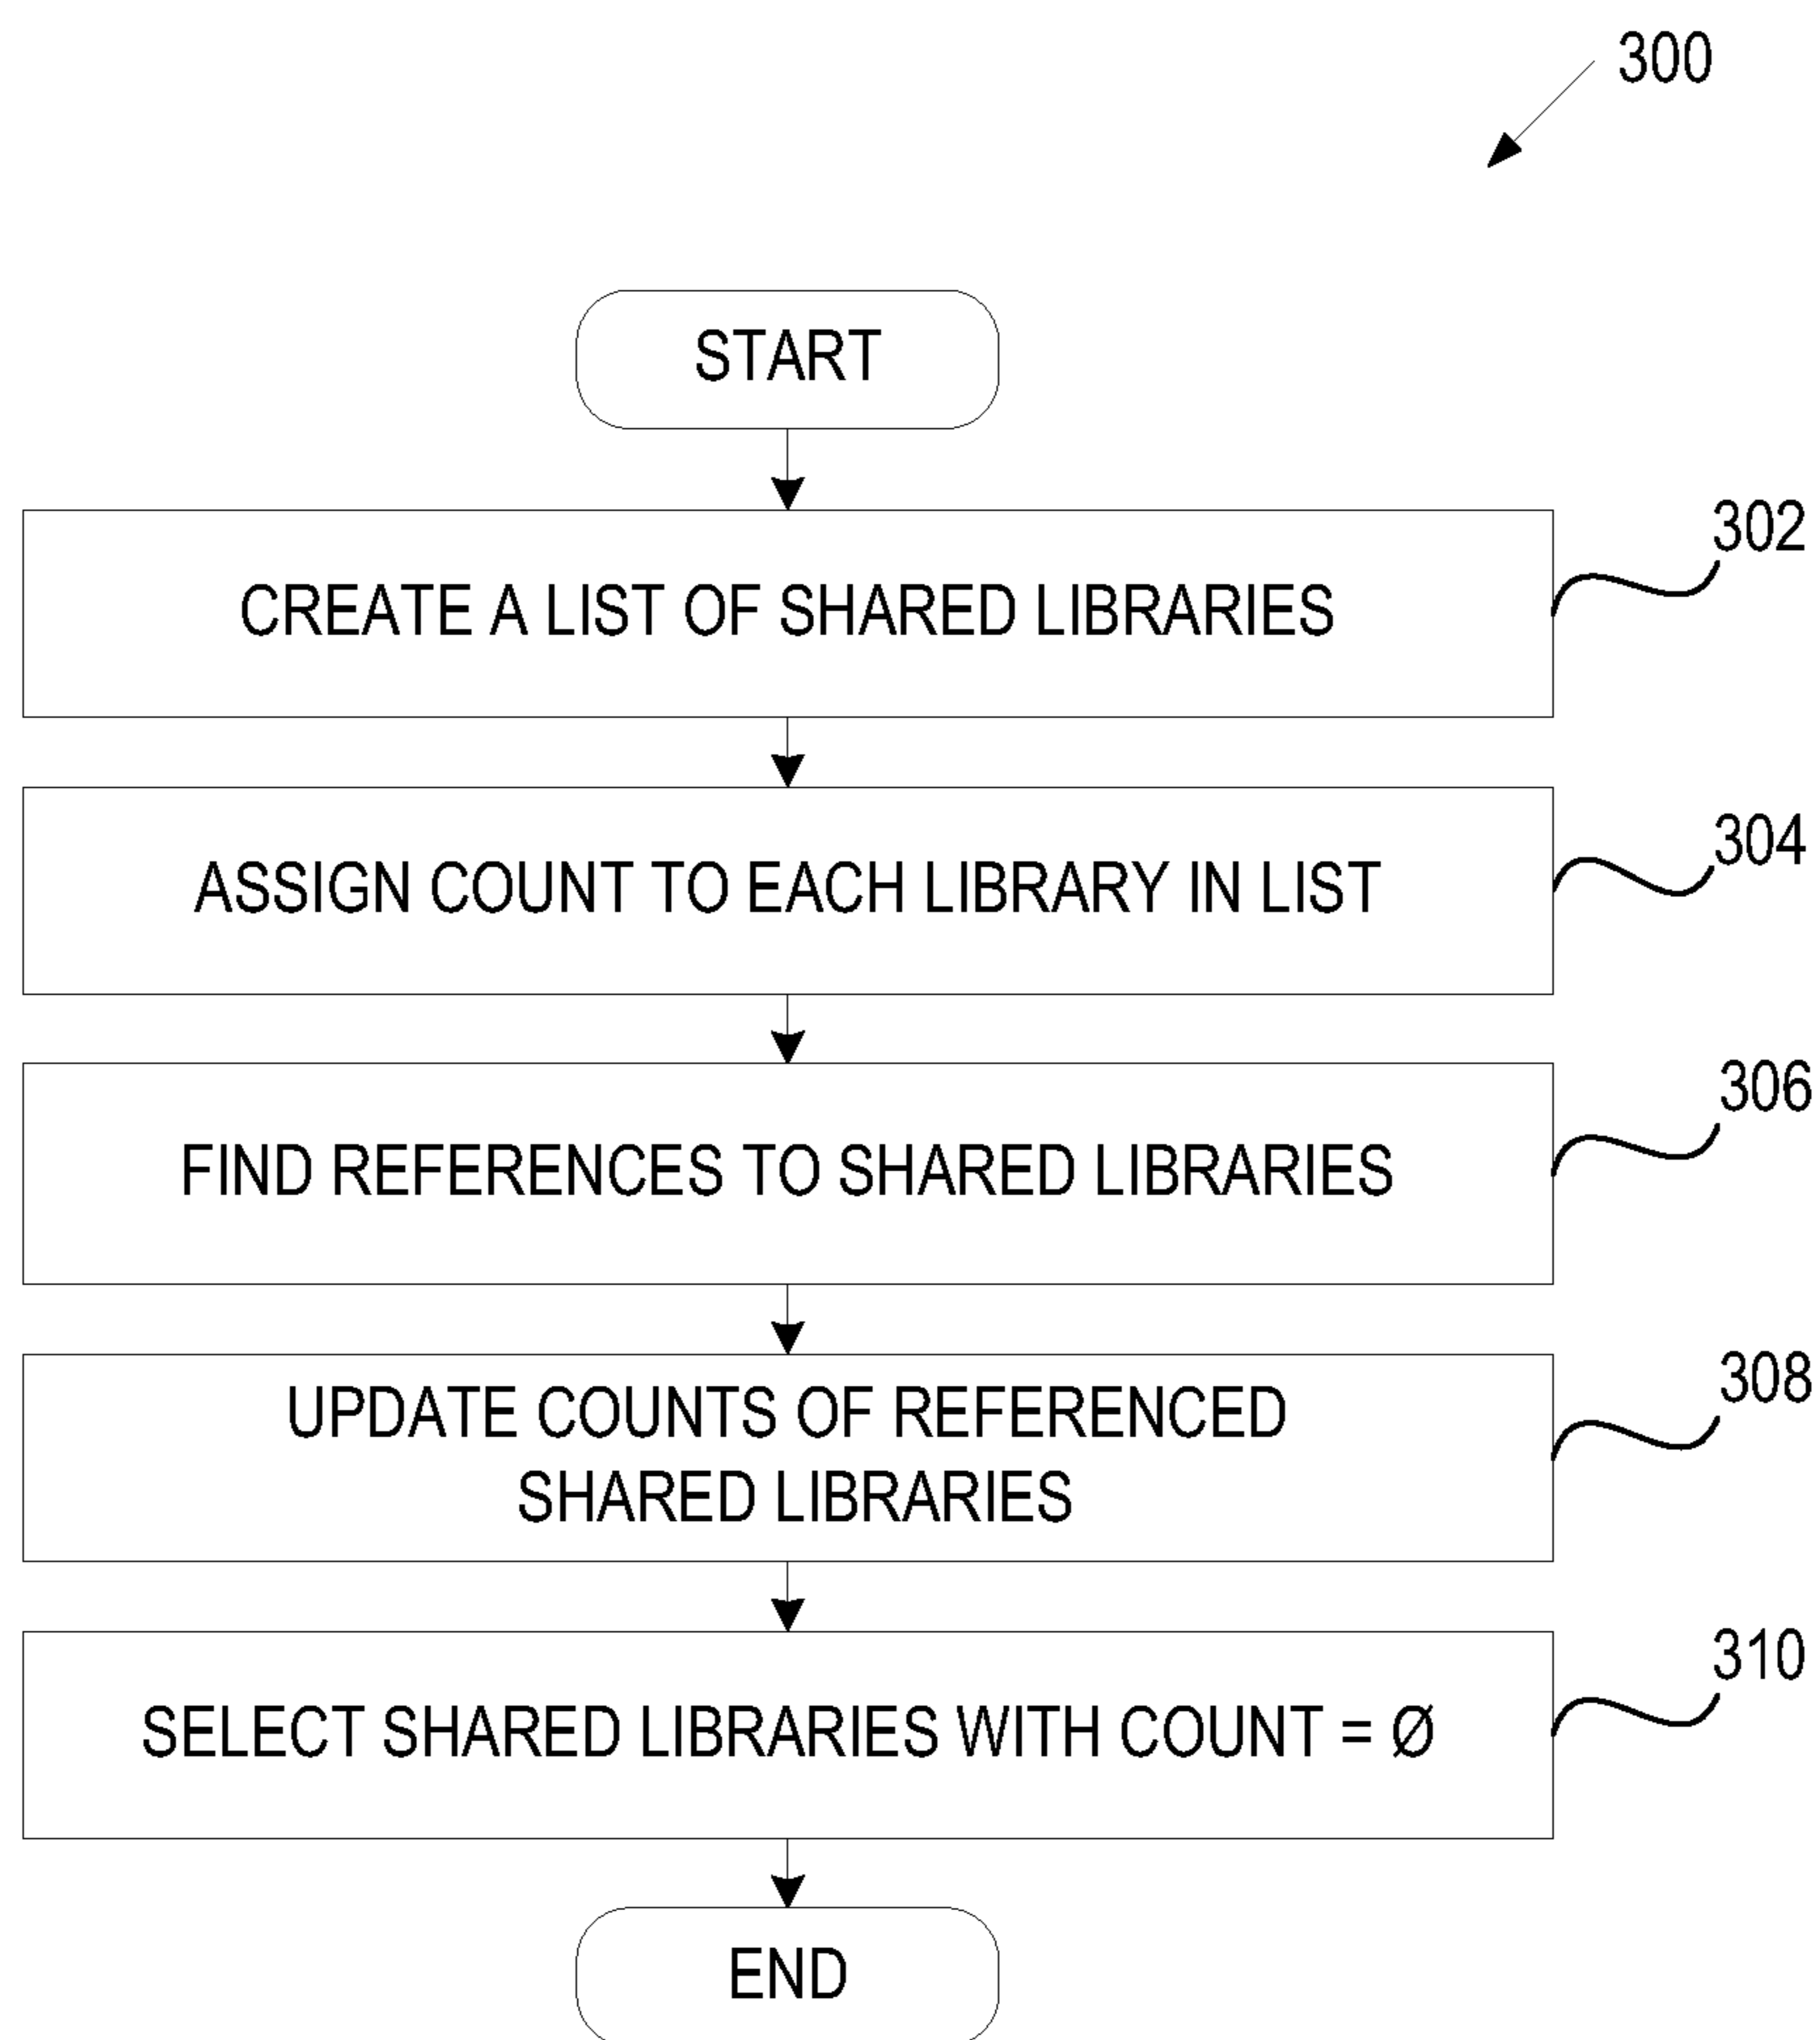 300
START
302
CREATE A LIST OF SHARED LIBRARIES
304
ASSIGN COUNT TO EACH LIBRARY IN LIST
306
FIND REFERENCES TO SHARED LIBRARIES
308
UPDATE COUNTS OF REFERENCED
SHARED LIBRARIES
310
SELECT SHARED LIBRARIES WITH COUNT = Ø
END